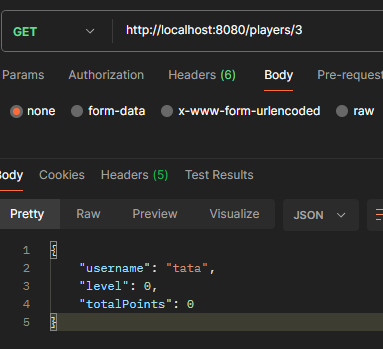 GET http://localhost:8080/players/3
Params Authorization Headers (6) Body Pre-request
none form-data x-www-form-urlencoded raw
Body Cookies Headers (5) Test Results
Pretty Raw Preview Visualize JSON
1 {
2 "username": "tata",
3 "level": 0,
4 "totalPoints": 0
5 }